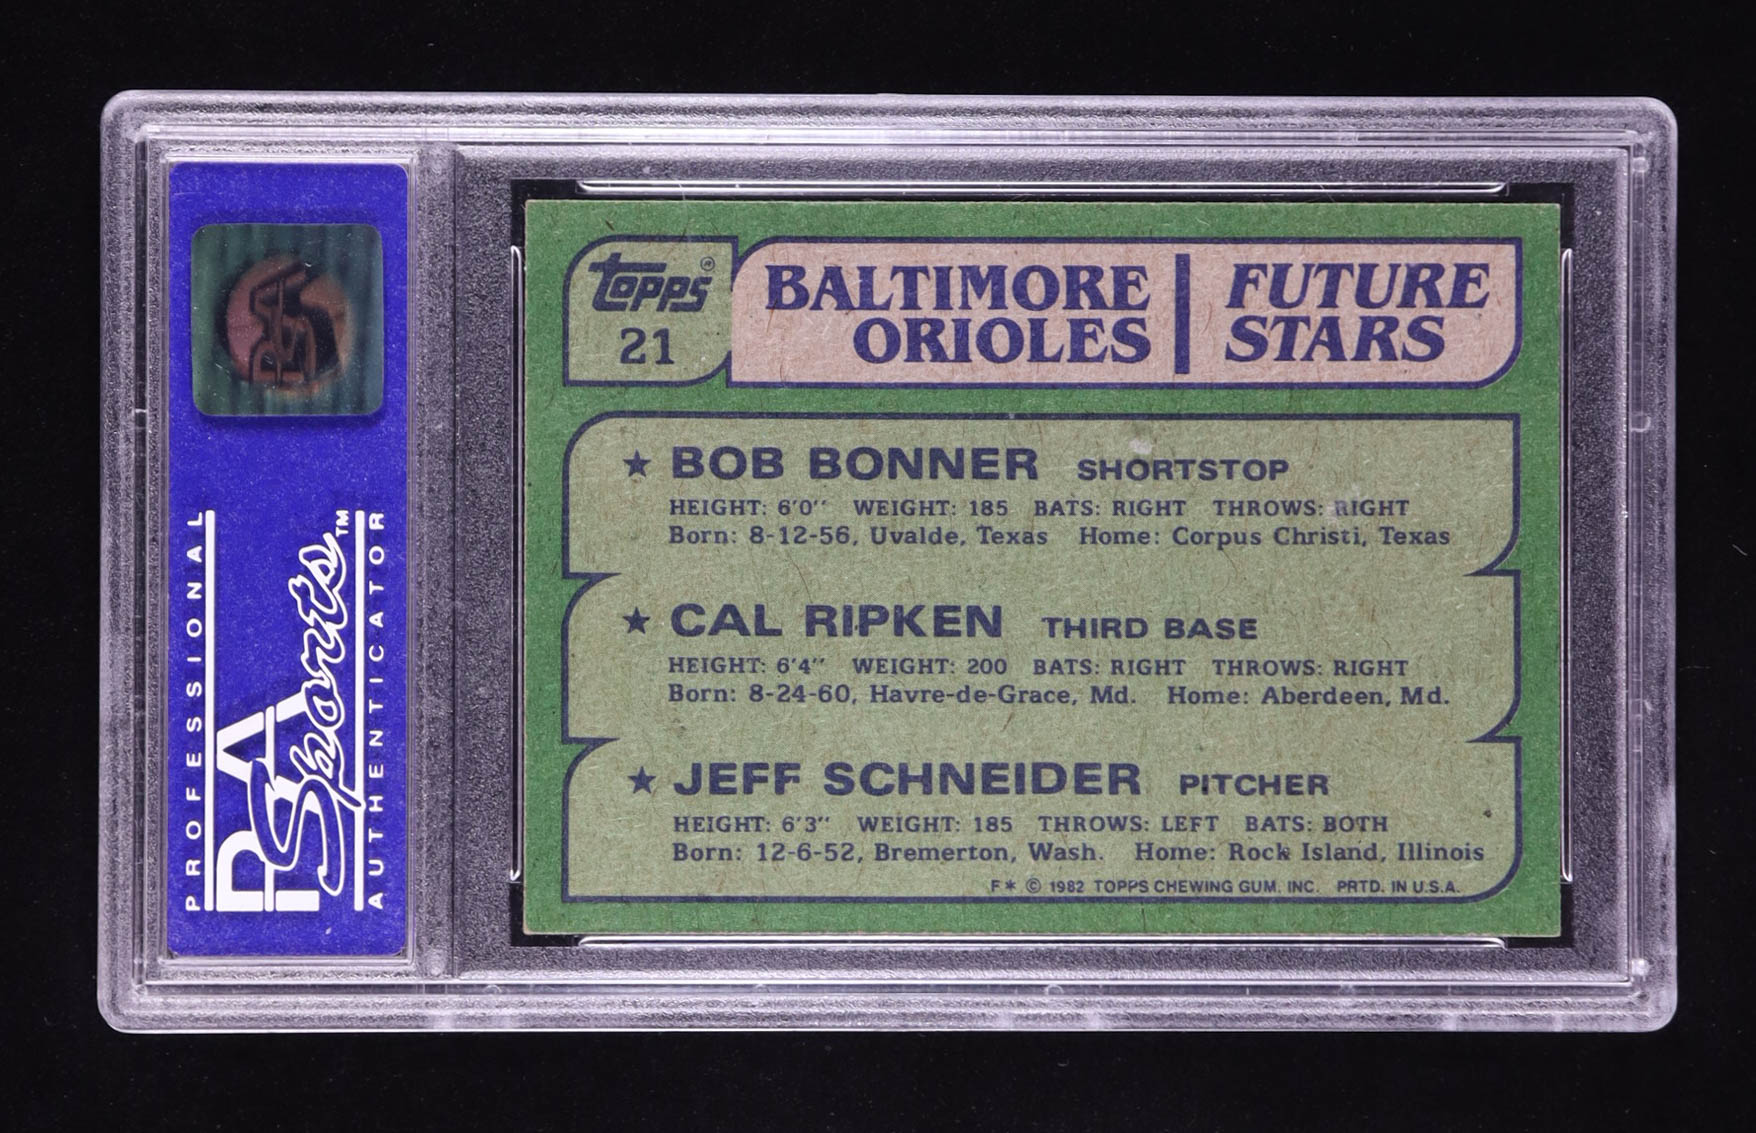 PROFESSIONAL
PSA Sports™
AUTHENTICATOR
PSA
topps®
21
BALTIMORE ORIOLES | FUTURE STARS
★ BOB BONNER SHORTSTOP
HEIGHT: 6'0" WEIGHT: 185 BATS: RIGHT THROWS: RIGHT
Born: 8-12-56, Uvalde, Texas Home: Corpus Christi, Texas
★ CAL RIPKEN THIRD BASE
HEIGHT: 6'4" WEIGHT: 200 BATS: RIGHT THROWS: RIGHT
Born: 8-24-60, Havre-de-Grace, Md. Home: Aberdeen, Md.
★ JEFF SCHNEIDER PITCHER
HEIGHT: 6'3" WEIGHT: 185 THROWS: LEFT BATS: BOTH
Born: 12-6-52, Bremerton, Wash. Home: Rock Island, Illinois
F* © 1982 TOPPS CHEWING GUM, INC. PRTD. IN U.S.A.